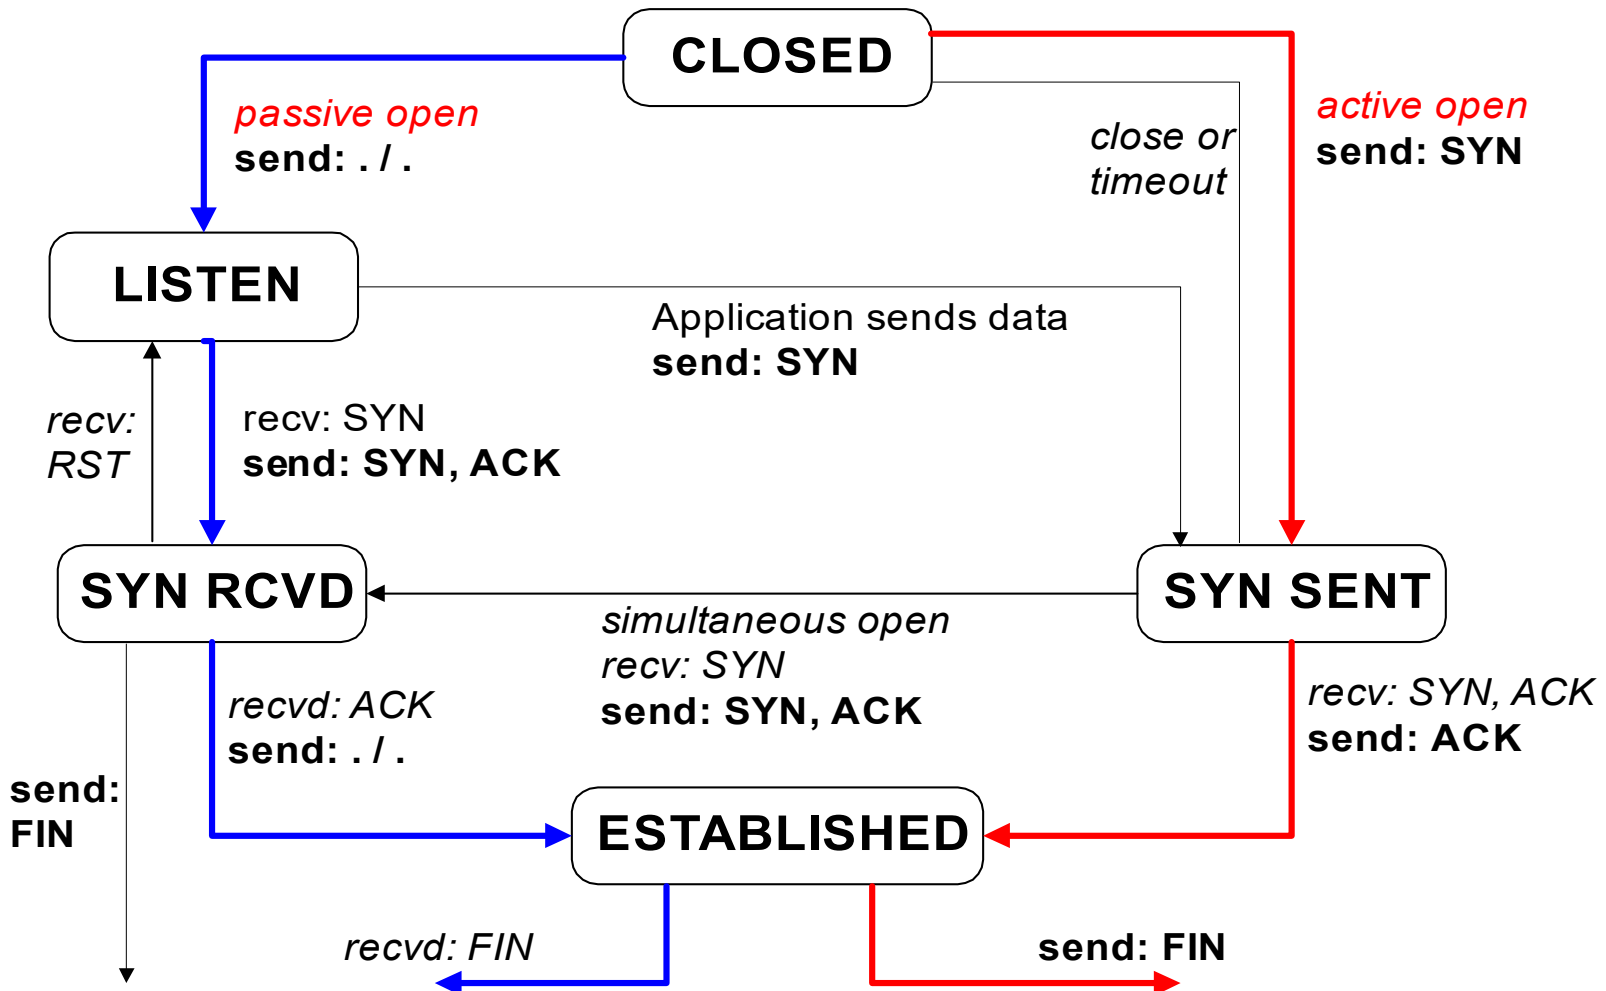 CLOSED
passive open
send: . / .
close or
timeout
active open
send: SYN
LISTEN
Application sends data
send: SYN
recv:
RST
recv: SYN
send: SYN, ACK
SYN RCVD
SYN SENT
simultaneous open
recv: SYN
send: SYN, ACK
recvd: ACK
send: . / .
recv: SYN, ACK
send: ACK
send:
FIN
ESTABLISHED
recvd: FIN
send: FIN